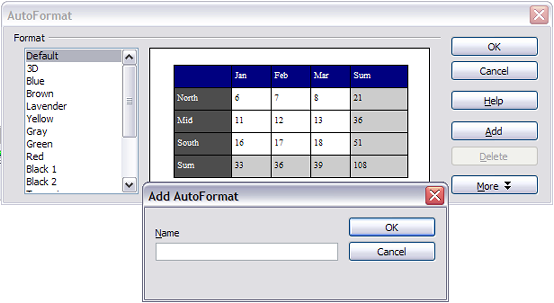 AutoFormat
Format
Default
3D
Blue
Brown
Lavender
Yellow
Gray
Green
Red
Black 1
Black 2
Jan Feb Mar Sum
North 6 7 8 21
Mid 11 12 13 36
South 16 17 18 51
Sum 33 36 39 108
OK
Cancel
Help
Add
Delete
More
Add AutoFormat
Name
OK
Cancel